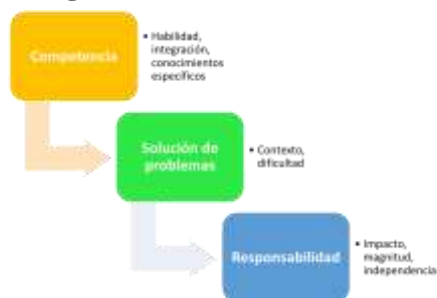 Competencia
• Habilidad,
integración,
conocimientos
específicos
Solución de
problemas
• Contexto,
dificultad
Responsabilidad
• Impacto,
magnitud,
independencia